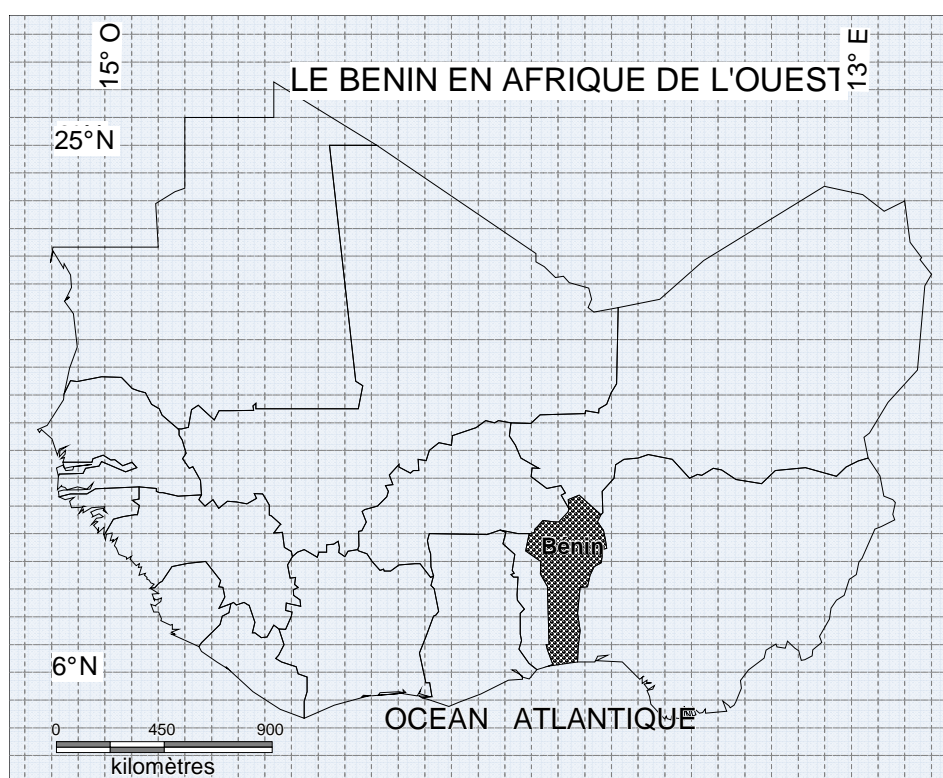 15° O
13° E
LE BENIN EN AFRIQUE DE L'OUEST
25°N
Benin
6°N
OCEAN ATLANTIQUE
0 450 900
kilomètres